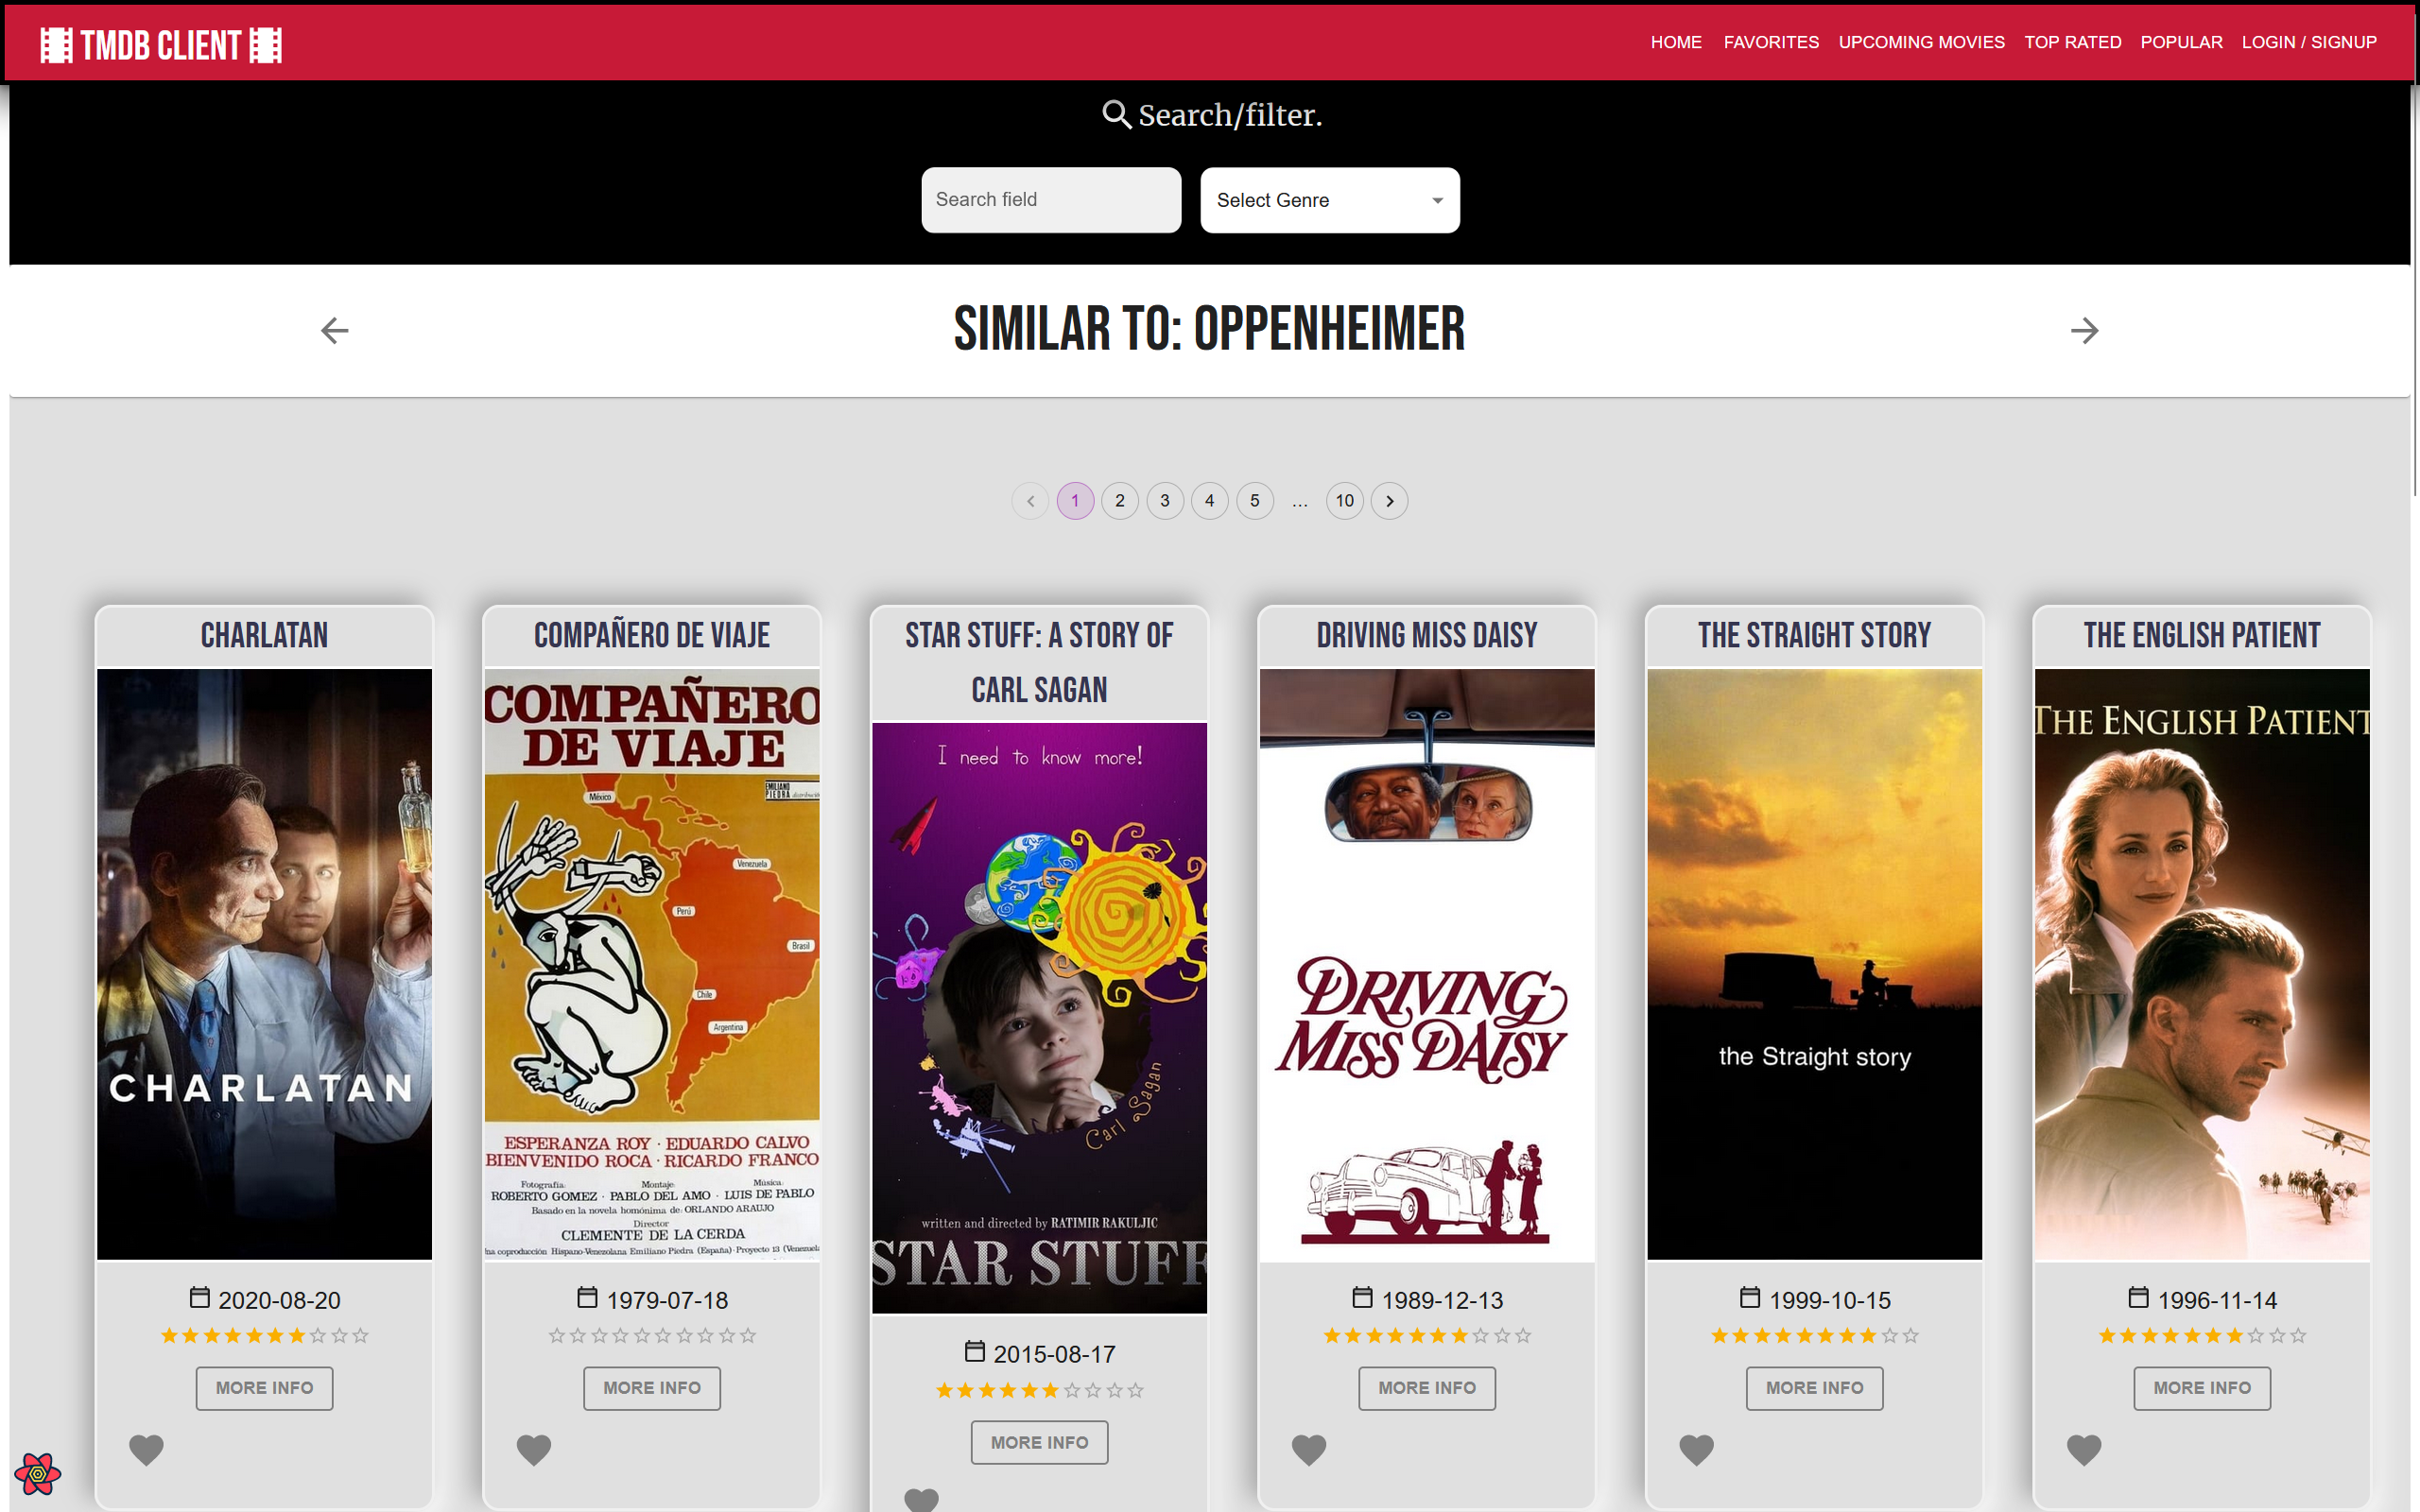 TMDB CLIENT
HOME FAVORITES UPCOMING MOVIES TOP RATED POPULAR LOGIN / SIGNUP
Search/filter.
Search field
Select Genre
SIMILAR TO: OPPENHEIMER
1 2 3 4 5 ... 10
CHARLATAN
CHARLATAN
2020-08-20
MORE INFO
COMPAÑERO DE VIAJE
COMPAÑERO
DE VIAJE
EMILIANO
PIEDRA
México
Venezuela
Perú
Brasil
Chile
Argentina
ESPERANZA ROY · EDUARDO CALVO
BIENVENIDO ROCA · RICARDO FRANCO
Fotografía: Montaje: Música:
ROBERTO GOMEZ · PABLO DEL AMO · LUIS DE PABLO
Basado en la novela homónima de: ORLANDO ARAUJO
Director
CLEMENTE DE LA CERDA
na coproducción Hispano-Venezolana Emiliano Piedra (España)-Proyecto 13 (Venezuel
1979-07-18
MORE INFO
STAR STUFF: A STORY OF
CARL SAGAN
I need to know more!
Carl Sagan
written and directed by RATIMIR RAKULJIC
STAR STUFF
2015-08-17
MORE INFO
DRIVING MISS DAISY
DRIVING
MISS DAISY
1989-12-13
MORE INFO
THE STRAIGHT STORY
the Straight story
1999-10-15
MORE INFO
THE ENGLISH PATIENT
THE ENGLISH PATIENT
1996-11-14
MORE INFO